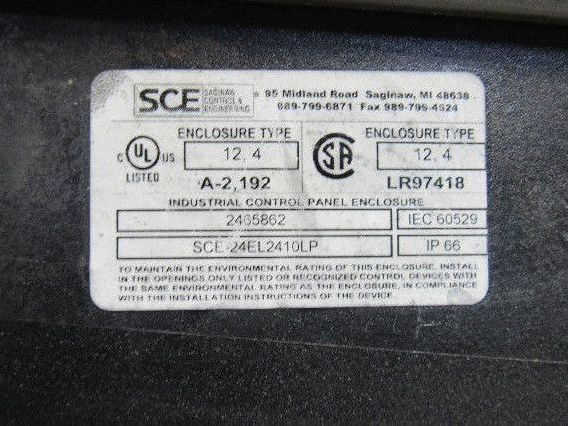 SCE SAGINAW CONTROL & ENGINEERING
95 Midland Road Saginaw, MI 48638
989-799-6871 Fax 989-799-4524
ENCLOSURE TYPE
12, 4
C UL US
LISTED
A-2,192
SA
ENCLOSURE TYPE
12, 4
LR97418
INDUSTRIAL CONTROL PANEL ENCLOSURE
2465862 IEC 60529
SCE-24EL2410LP IP 66
TO MAINTAIN THE ENVIRONMENTAL RATING OF THIS ENCLOSURE, INSTALL
IN THE OPENINGS ONLY LISTED OR RECOGNIZED CONTROL DEVICES WITH
THE SAME ENVIRONMENTAL RATING AS THE ENCLOSURE, IN COMPLIANCE
WITH THE INSTALLATION INSTRUCTIONS OF THE DEVICE.